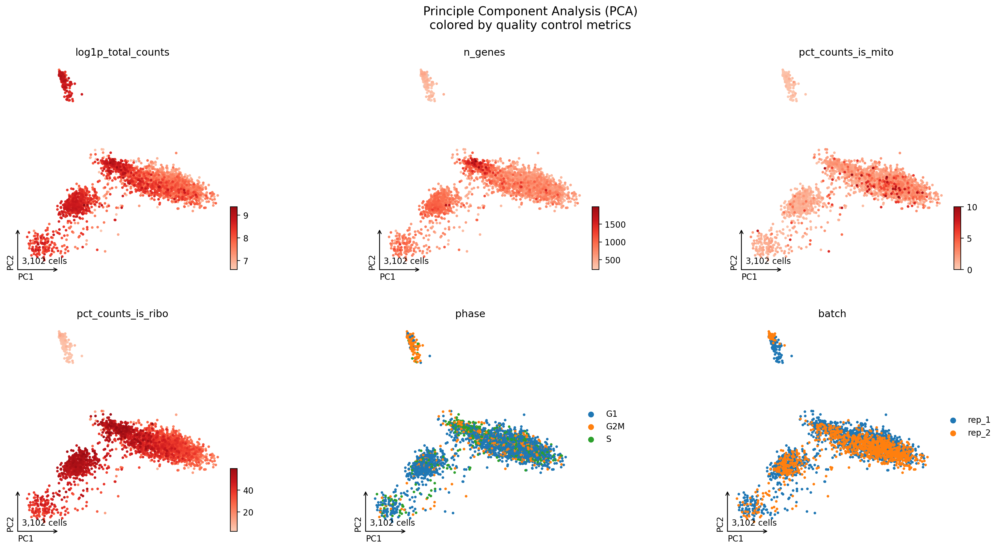 Principle Component Analysis (PCA)
colored by quality control metrics
log1p_total_counts
9
8
7
PC2
3,102 cells
PC1
n_genes
1500
1000
500
PC2
3,102 cells
PC1
pct_counts_is_mito
10
5
0
PC2
3,102 cells
PC1
pct_counts_is_ribo
40
20
PC2
3,102 cells
PC1
phase
G1
G2M
S
PC2
3,102 cells
PC1
batch
rep_1
rep_2
PC2
3,102 cells
PC1